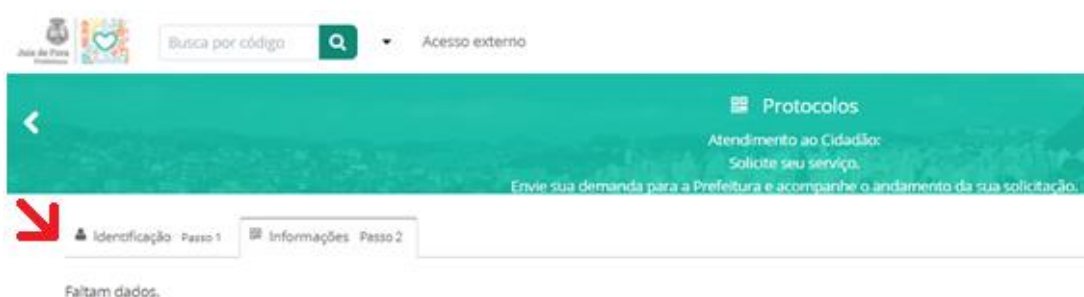 Juiz de Fora
Prefeitura
Busca por código
Acesso externo
Protocolos
Atendimento ao Cidadão:
Solicite seu serviço.
Envie sua demanda para a Prefeitura e acompanhe o andamento da sua solicitação.
Identificação Passo 1
Informações Passo 2
Faltam dados.